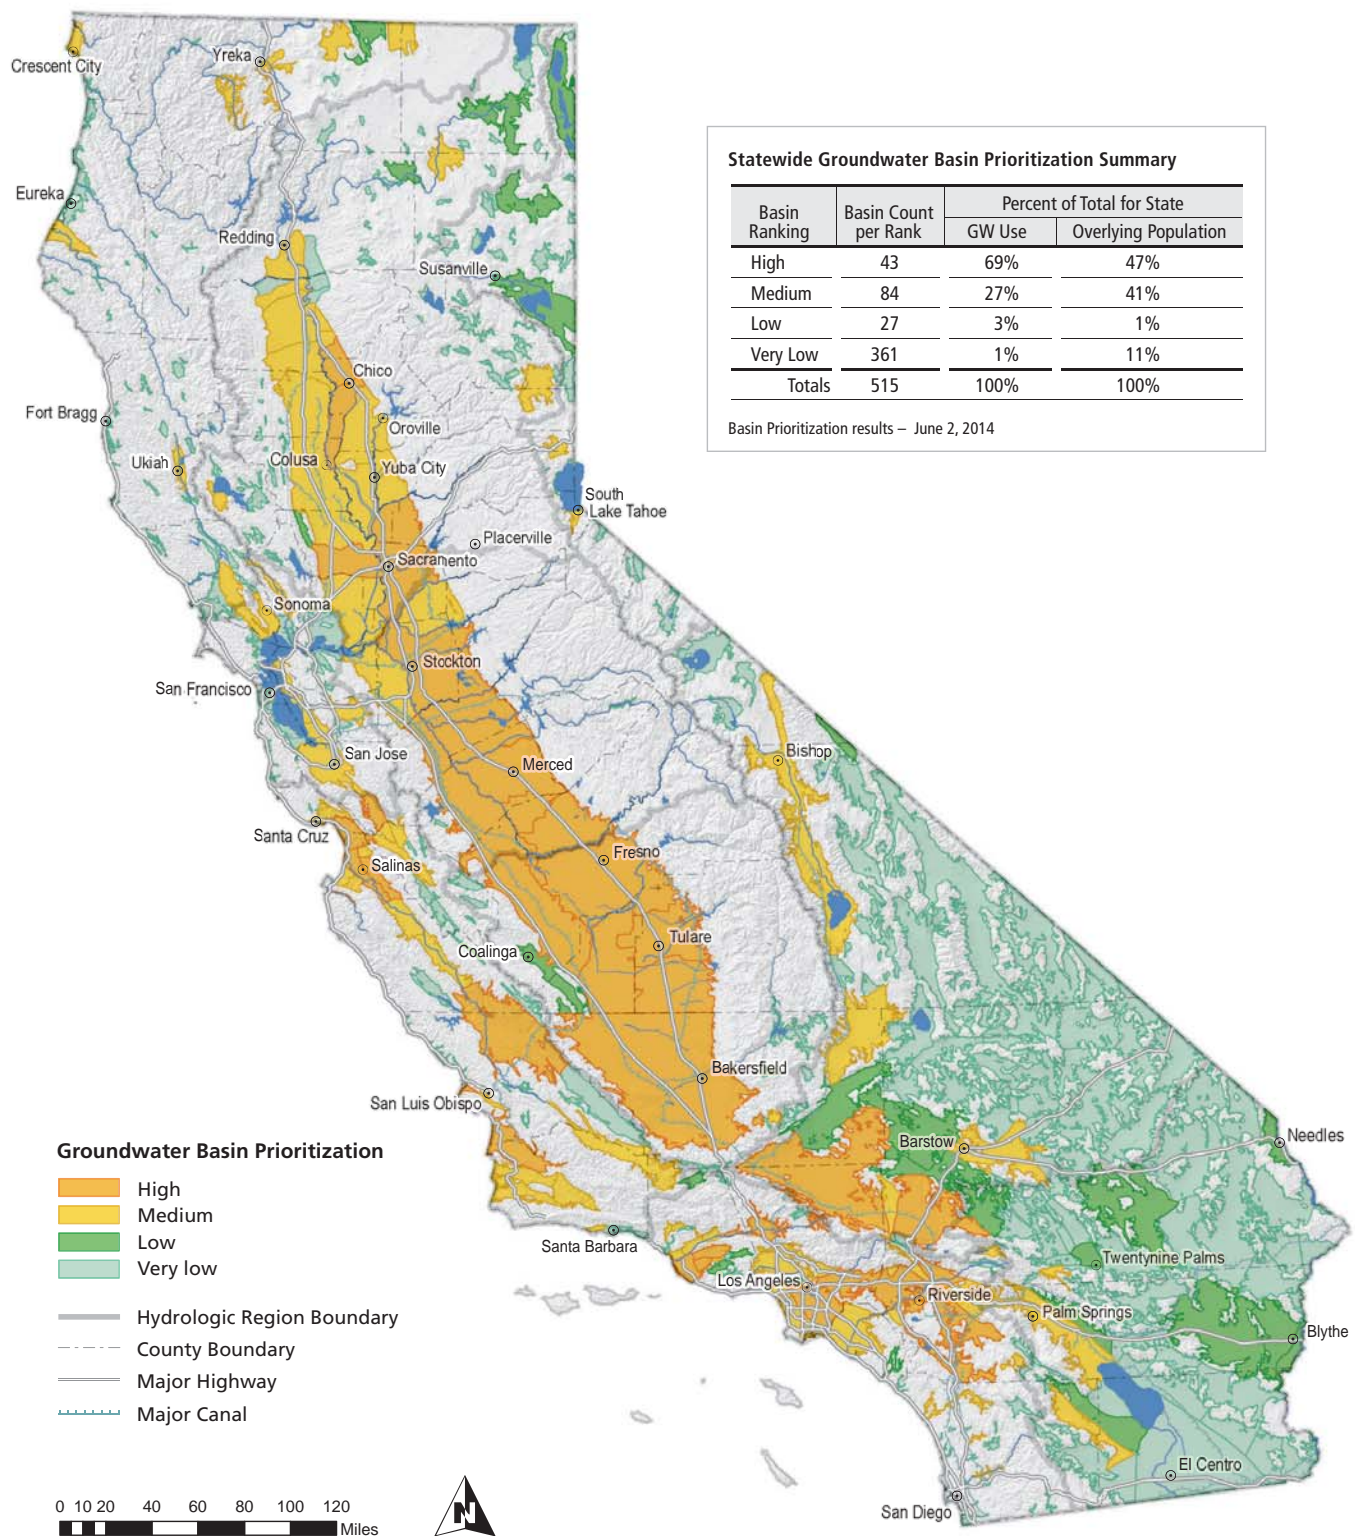 Crescent City
Yreka
Eureka
Redding
Susanville
Chico
Fort Bragg
Oroville
Ukiah
Colusa
Yuba City
South
Lake Tahoe
Placerville
Sacramento
Sonoma
Stockton
San Francisco
San Jose
Merced
Bishop
Santa Cruz
Fresno
Salinas
Tulare
Coalinga
Bakersfield
San Luis Obispo
Barstow
Needles
Santa Barbara
Twentynine Palms
Los Angeles
Riverside
Palm Springs
Blythe
El Centro
San Diego
Statewide Groundwater Basin Prioritization Summary
Basin Ranking Basin Count per Rank Percent of Total for State
GW Use Overlying Population
High 43 69% 47%
Medium 84 27% 41%
Low 27 3% 1%
Very Low 361 1% 11%
Totals 515 100% 100%
Basin Prioritization results – June 2, 2014
Groundwater Basin Prioritization
High
Medium
Low
Very low
Hydrologic Region Boundary
County Boundary
Major Highway
Major Canal
0 10 20 40 60 80 100 120
Miles
N